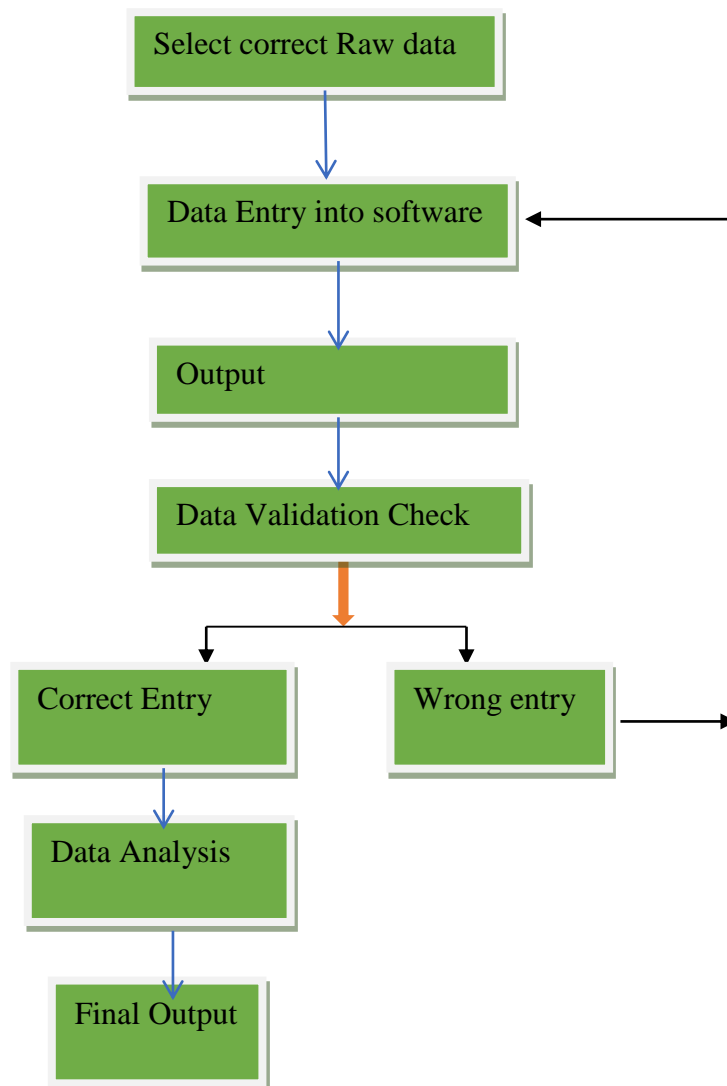 Select correct Raw data
Data Entry into software
Output
Data Validation Check
Correct Entry
Wrong entry
Data Analysis
Final Output